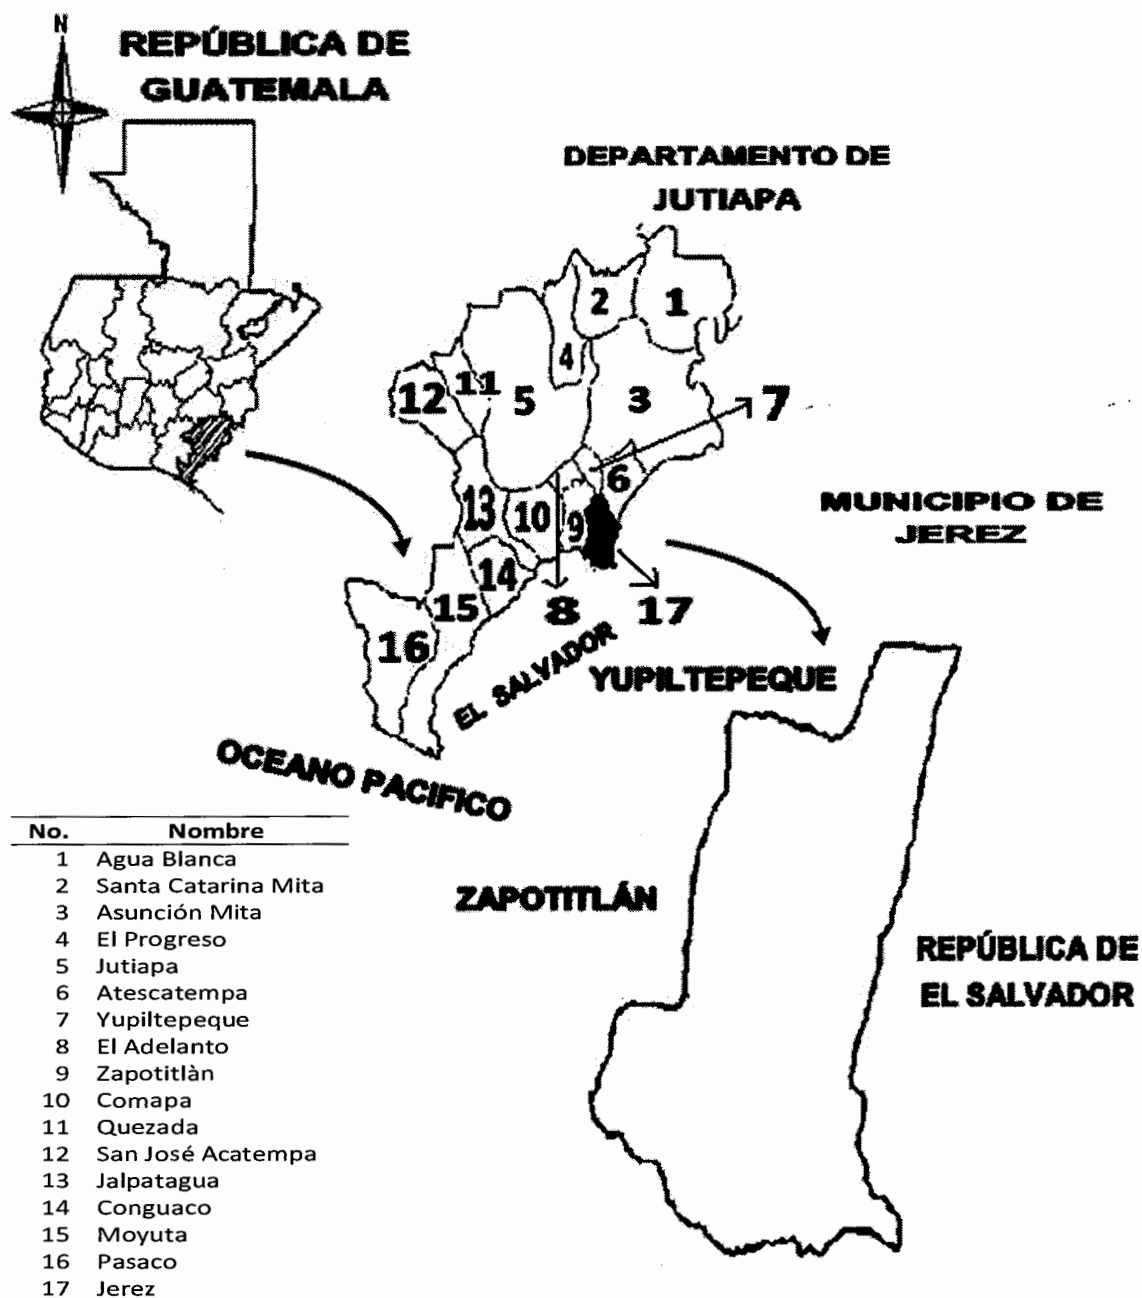 N
REPÚBLICA DE
GUATEMALA
DEPARTAMENTO DE
JUTIAPA
1
2
4
11
12
5
3
7
6
13
10
9
14
15
8
17
16
EL SALVADOR
OCEANO PACIFICO
MUNICIPIO DE
JEREZ
YUPILTEPEQUE
ZAPOTITLÁN
REPÚBLICA DE
EL SALVADOR
No. Nombre
1 Agua Blanca
2 Santa Catarina Mita
3 Asunción Mita
4 El Progreso
5 Jutiapa
6 Atescatempa
7 Yupiltepeque
8 El Adelanto
9 Zapotitlàn
10 Comapa
11 Quezada
12 San José Acatempa
13 Jalpatagua
14 Conguaco
15 Moyuta
16 Pasaco
17 Jerez